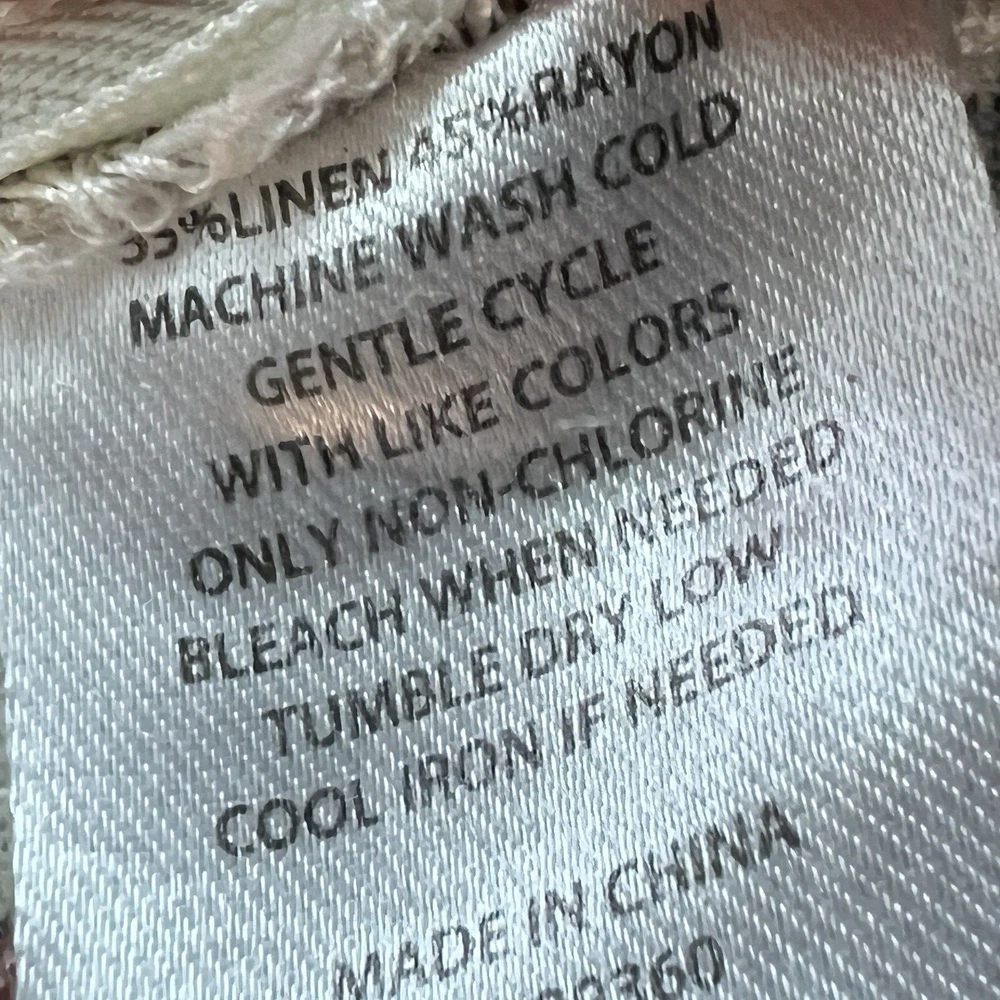 55%LINEN 45%RAYON
MACHINE WASH COLD
GENTLE CYCLE
WITH LIKE COLORS
ONLY NON-CHLORINE
BLEACH WHEN NEEDED
TUMBLE DRY LOW
COOL IRON IF NEEDED
MADE IN CHINA